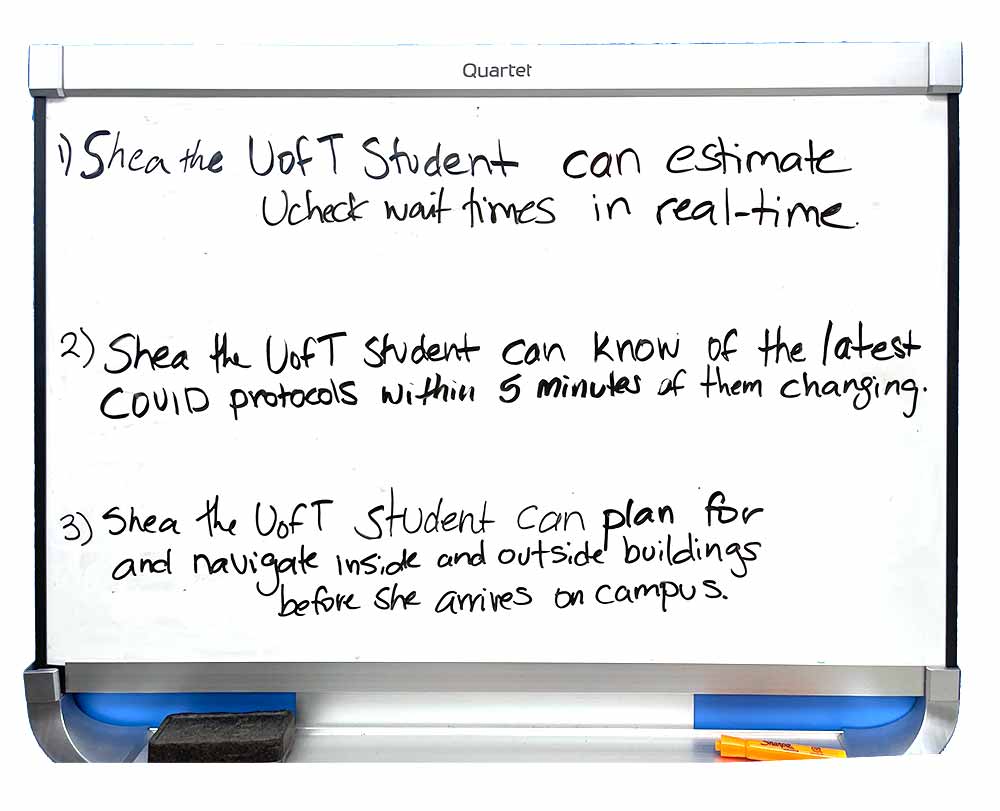 Quartet
1) Shea the UofT Student can estimate
Ucheck wait times in real-time.
2) Shea the UofT student can know of the latest
COVID protocols within 5 minutes of them changing.
3) Shea the UofT student can plan for
and navigate inside and outside buildings
before she arrives on campus.
Sharpie